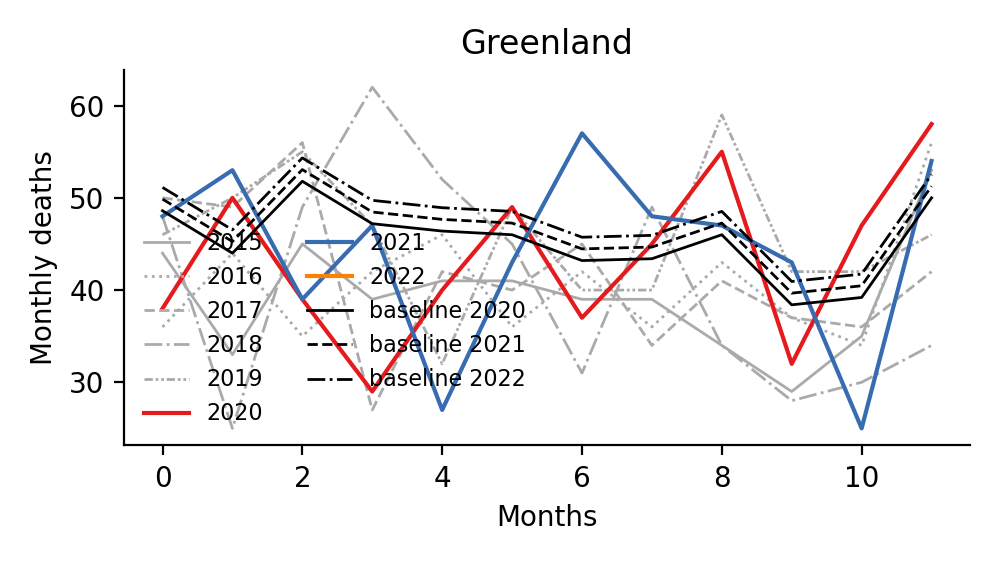 Greenland
Monthly deaths
60
50
40
30
2015
2016
2017
2018
2019
2020
2021
2022
baseline 2020
baseline 2021
baseline 2022
0 2 4 6 8 10
Months